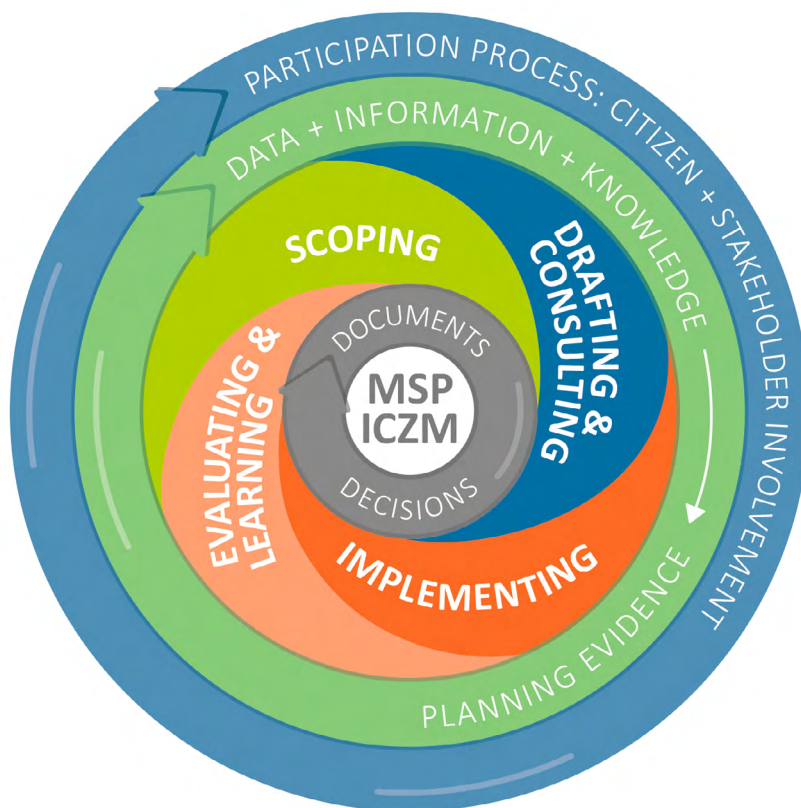 PARTICIPATION PROCESS: CITIZEN + STAKEHOLDER INVOLVEMENT
DATA + INFORMATION + KNOWLEDGE
PLANNING EVIDENCE
SCOPING
DRAFTING &
CONSULTING
IMPLEMENTING
EVALUATING &
LEARNING
DOCUMENTS
MSP
ICZM
DECISIONS